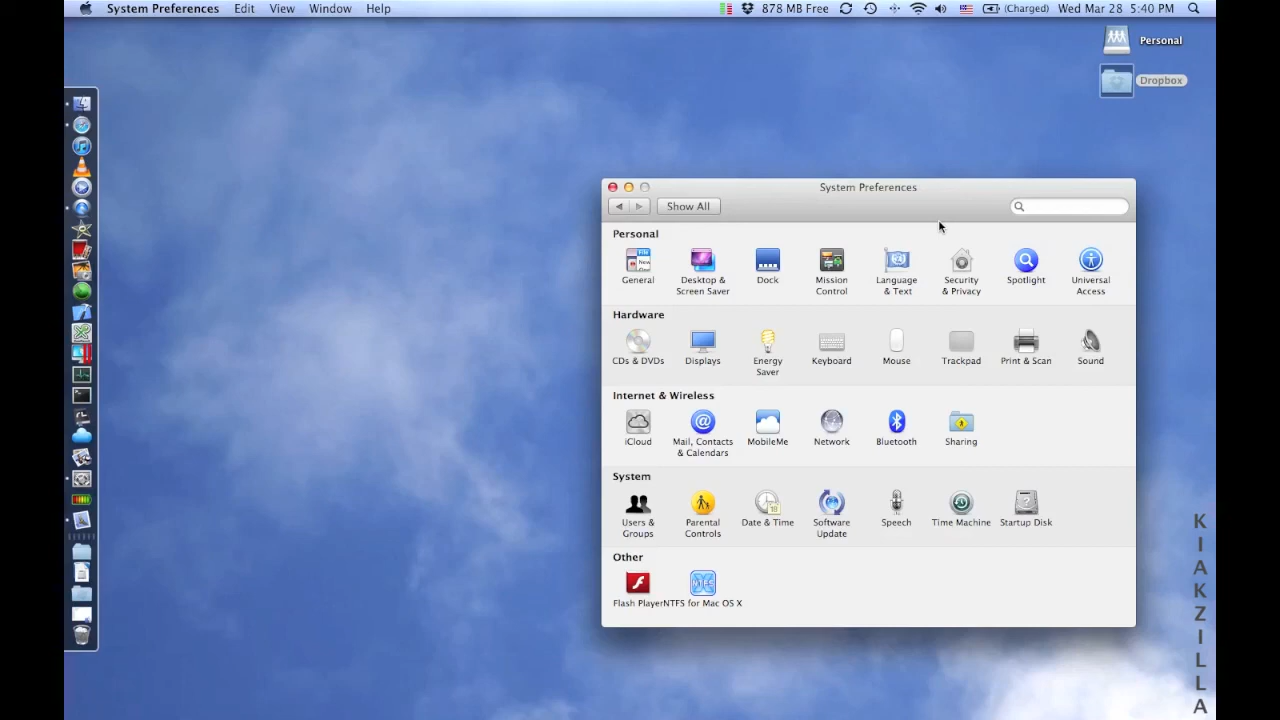 System Preferences Edit View Window Help 878 MB Free (Charged) Wed Mar 28 5:40 PM
Personal
Dropbox
System Preferences
Show All
Personal
General
Desktop & Screen Saver
Dock
Mission Control
Language & Text
Security & Privacy
Spotlight
Universal Access
Hardware
CDs & DVDs
Displays
Energy Saver
Keyboard
Mouse
Trackpad
Print & Scan
Sound
Internet & Wireless
iCloud
Mail, Contacts & Calendars
MobileMe
Network
Bluetooth
Sharing
System
Users & Groups
Parental Controls
Date & Time
Software Update
Speech
Time Machine
Startup Disk
Other
Flash Player
NTFS for Mac OS X
KIAKZILLA